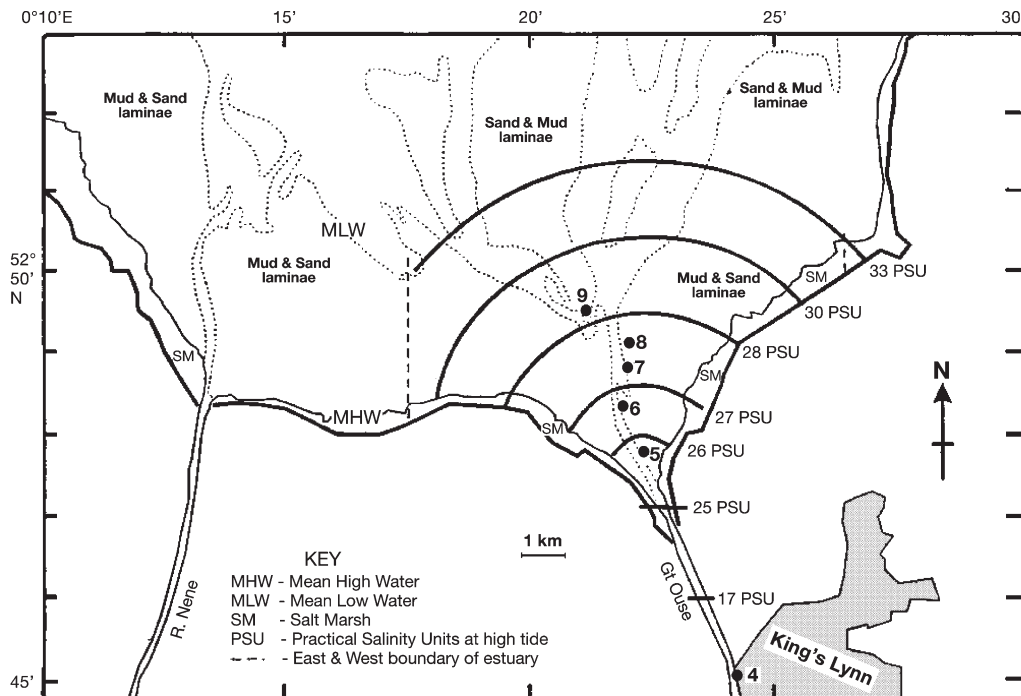 0°10'E 15' 20' 25' 30
Mud & Sand
laminae
Sand & Mud
laminae
Sand & Mud
laminae
MLW
52°
50'
N
Mud & Sand
laminae
Mud & Sand
laminae
SM
33 PSU
30 PSU
9
8
28 PSU
SM
7
SM
N
6
27 PSU
MHW
SM
5
26 PSU
25 PSU
1 km
KEY
MHW - Mean High Water
MLW - Mean Low Water
SM - Salt Marsh
PSU - Practical Salinity Units at high tide
- East & West boundary of estuary
R. Nene
Gt Ouse
17 PSU
King's Lynn
4
45'